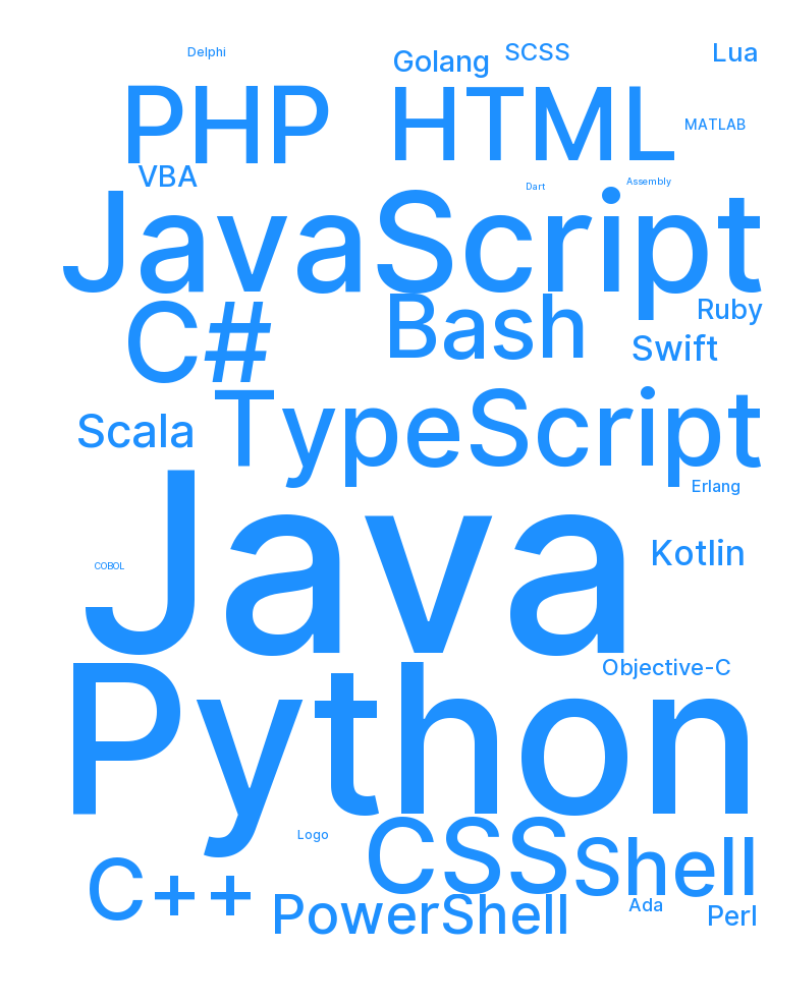 Delphi
Golang
SCSS
Lua
PHP
HTML
MATLAB
VBA
Dart
Assembly
JavaScript
C#
Bash
Ruby
Swift
TypeScript
Scala
Erlang
Java
Kotlin
COBOL
Objective-C
Python
Logo
CSS
Shell
C++
PowerShell
Ada
Perl